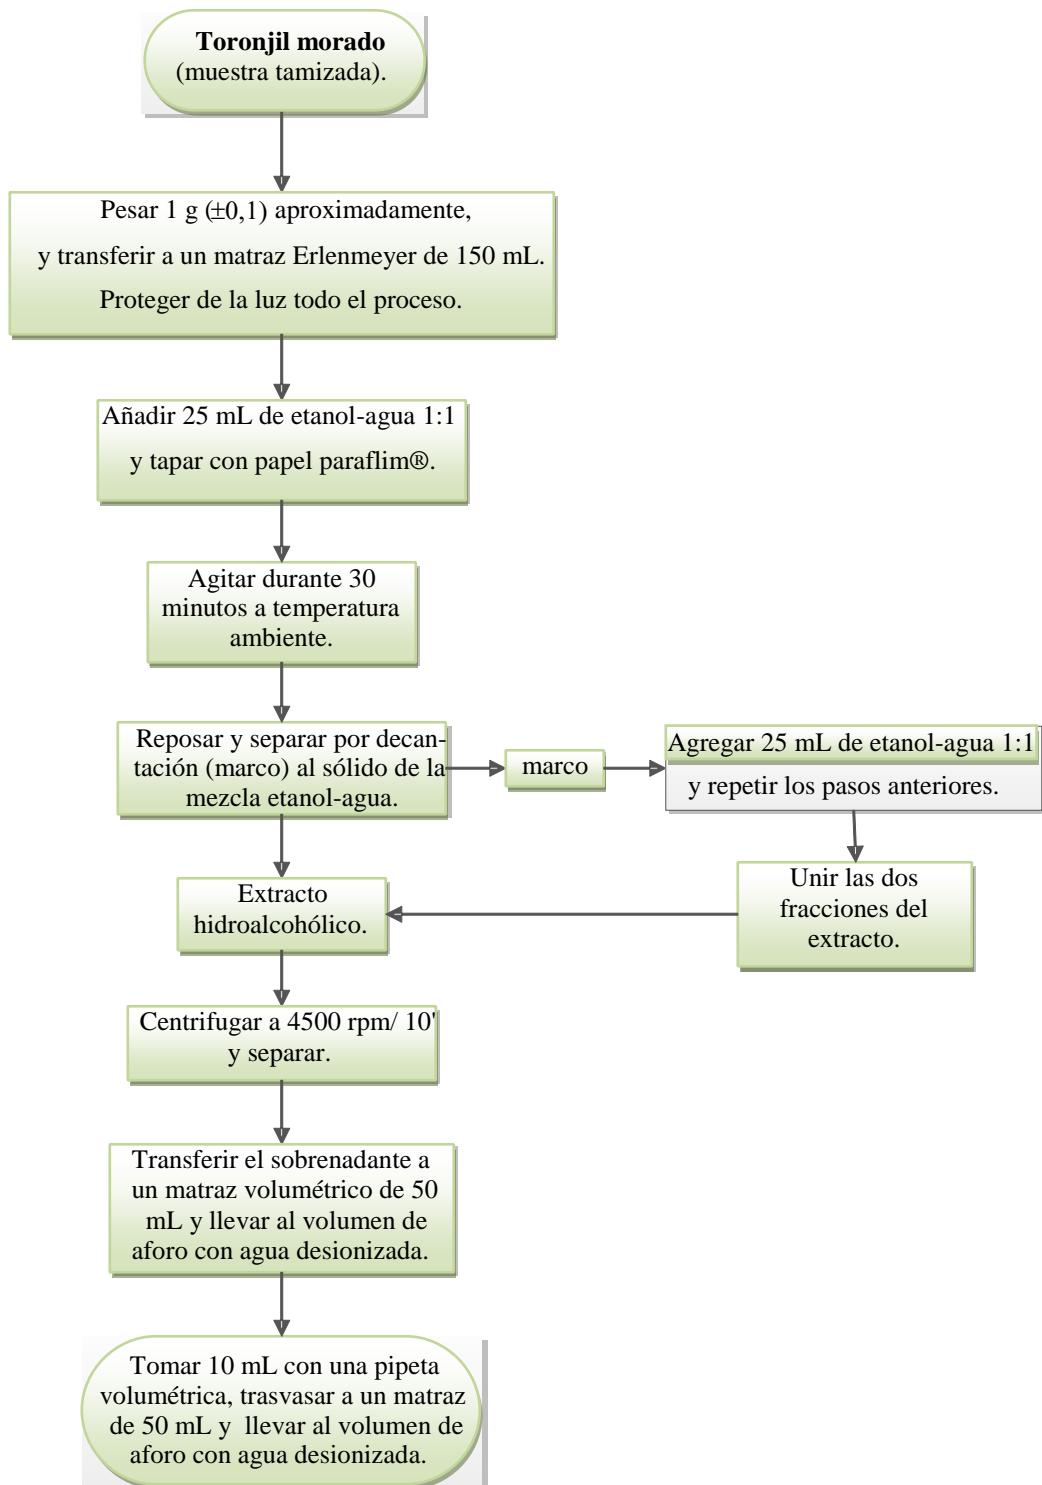 Toronjil morado
(muestra tamizada).
Pesar 1 g (±0,1) aproximadamente,
y transferir a un matraz Erlenmeyer de 150 mL.
Proteger de la luz todo el proceso.
Añadir 25 mL de etanol-agua 1:1
y tapar con papel paraflim®.
Agitar durante 30
minutos a temperatura
ambiente.
Reposar y separar por decan-
tación (marco) al sólido de la
mezcla etanol-agua.
marco
Agregar 25 mL de etanol-agua 1:1
y repetir los pasos anteriores.
Unir las dos
fracciones del
extracto.
Extracto
hidroalcohólico.
Centrifugar a 4500 rpm/ 10'
y separar.
Transferir el sobrenadante a
un matraz volumétrico de 50
mL y llevar al volumen de
aforo con agua desionizada.
Tomar 10 mL con una pipeta
volumétrica, trasvasar a un matraz
de 50 mL y llevar al volumen de
aforo con agua desionizada.